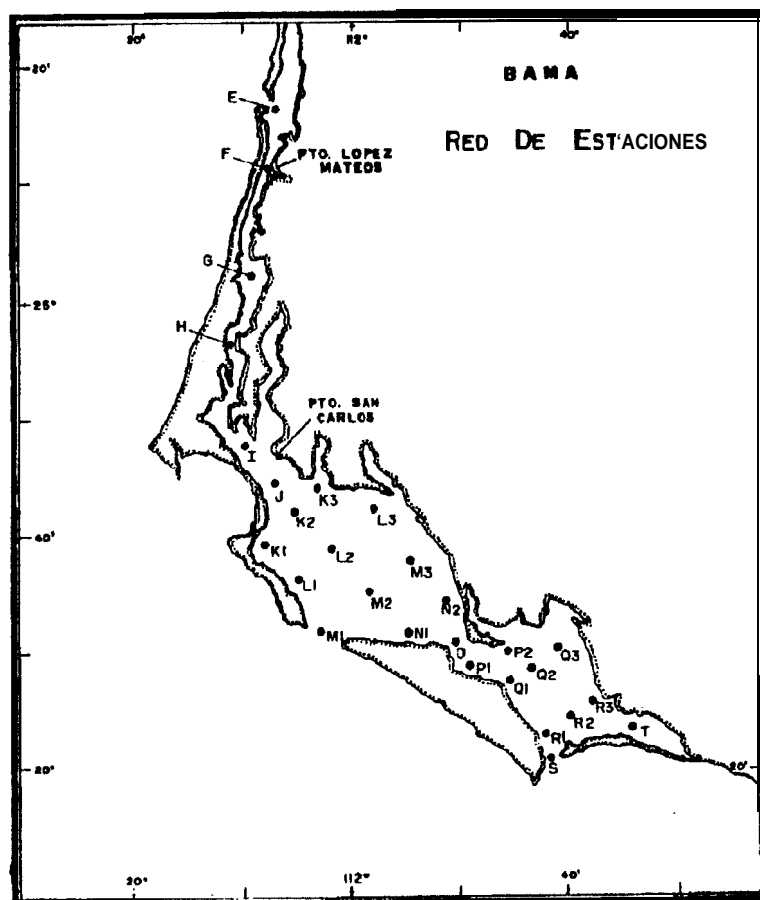 20° 112° 40°
20'
BAMA
RED DE ESTACIONES
E
F
PTO. LOPEZ
MATEOS
G
25°
H
PTO. SAN
CARLOS
I
J
K3
K2
L3
40'
K1
L2
M3
L1
M2
N2
M1
N1
O
P2
Q3
P1
Q2
Q1
R3
R2
T
R1
S
20'
20'
20° 112° 40°